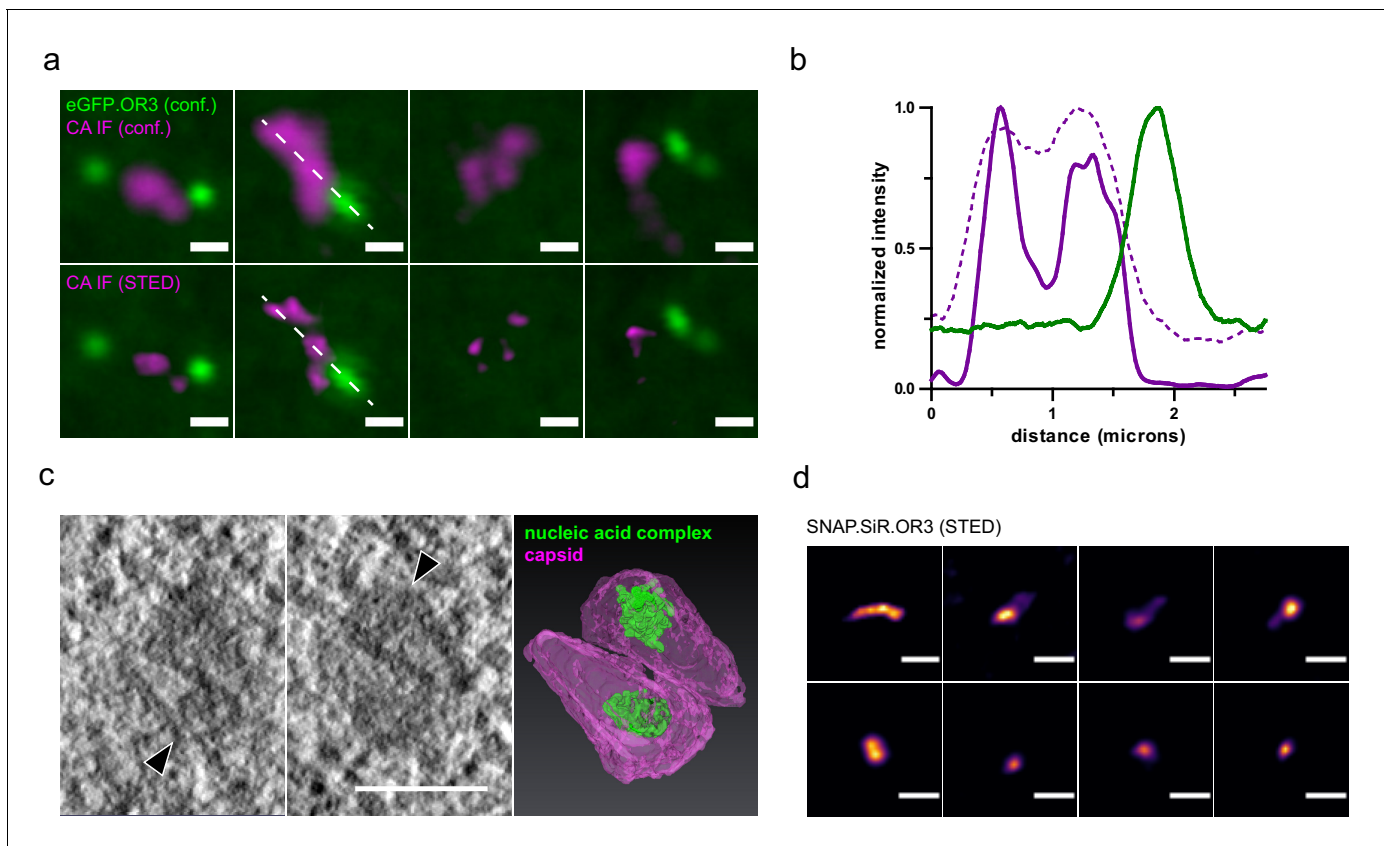 a
eGFP.OR3 (conf.)
CA IF (conf.)
CA IF (STED)
b
1.0
0.5
0.0
normalized intensity
0
1
2
distance (microns)
c
nucleic acid complex
capsid
d
SNAP.SiR.OR3 (STED)